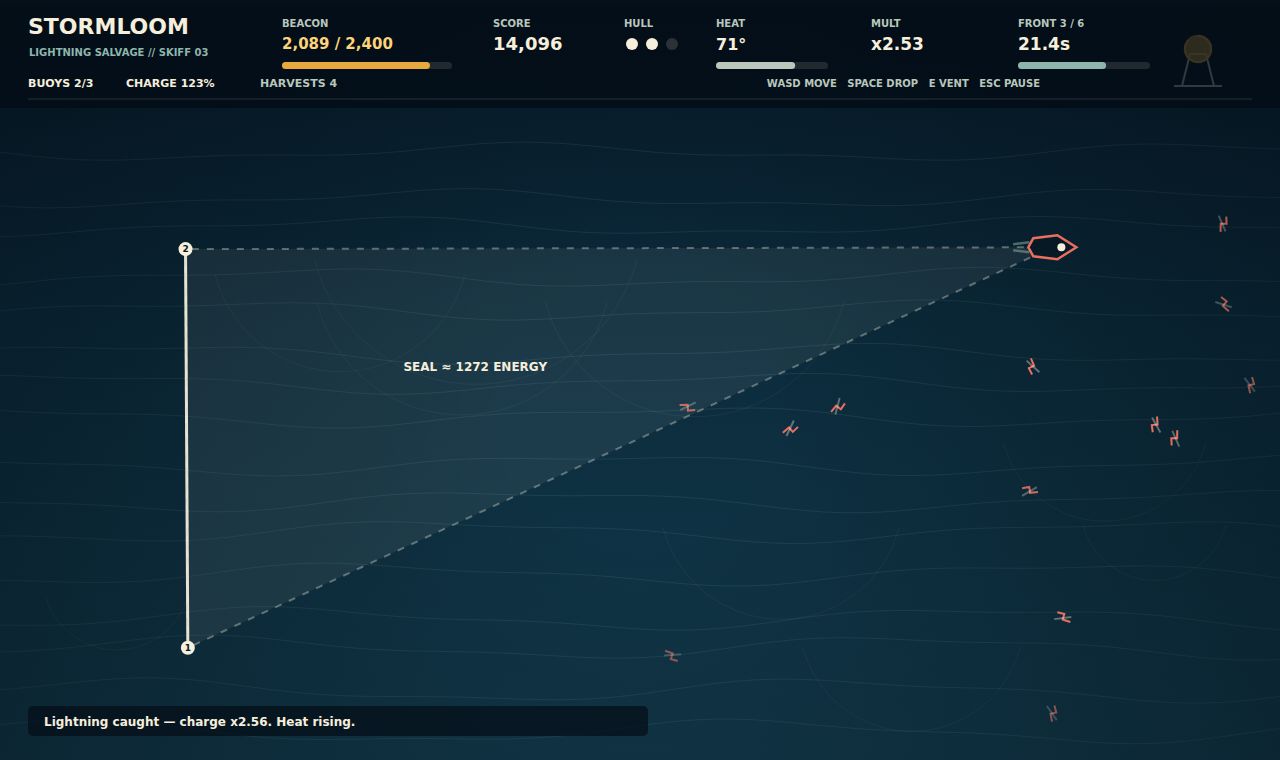 STORMLOOM
LIGHTNING SALVAGE // SKIFF 03
BEACON
2,089 / 2,400
SCORE
14,096
HULL
HEAT
71°
MULT
x2.53
FRONT 3 / 6
21.4s
BUOYS 2/3
CHARGE 123%
HARVESTS 4
WASD MOVE SPACE DROP E VENT ESC PAUSE
2
SEAL ≈ 1272 ENERGY
1
Lightning caught — charge x2.56. Heat rising.